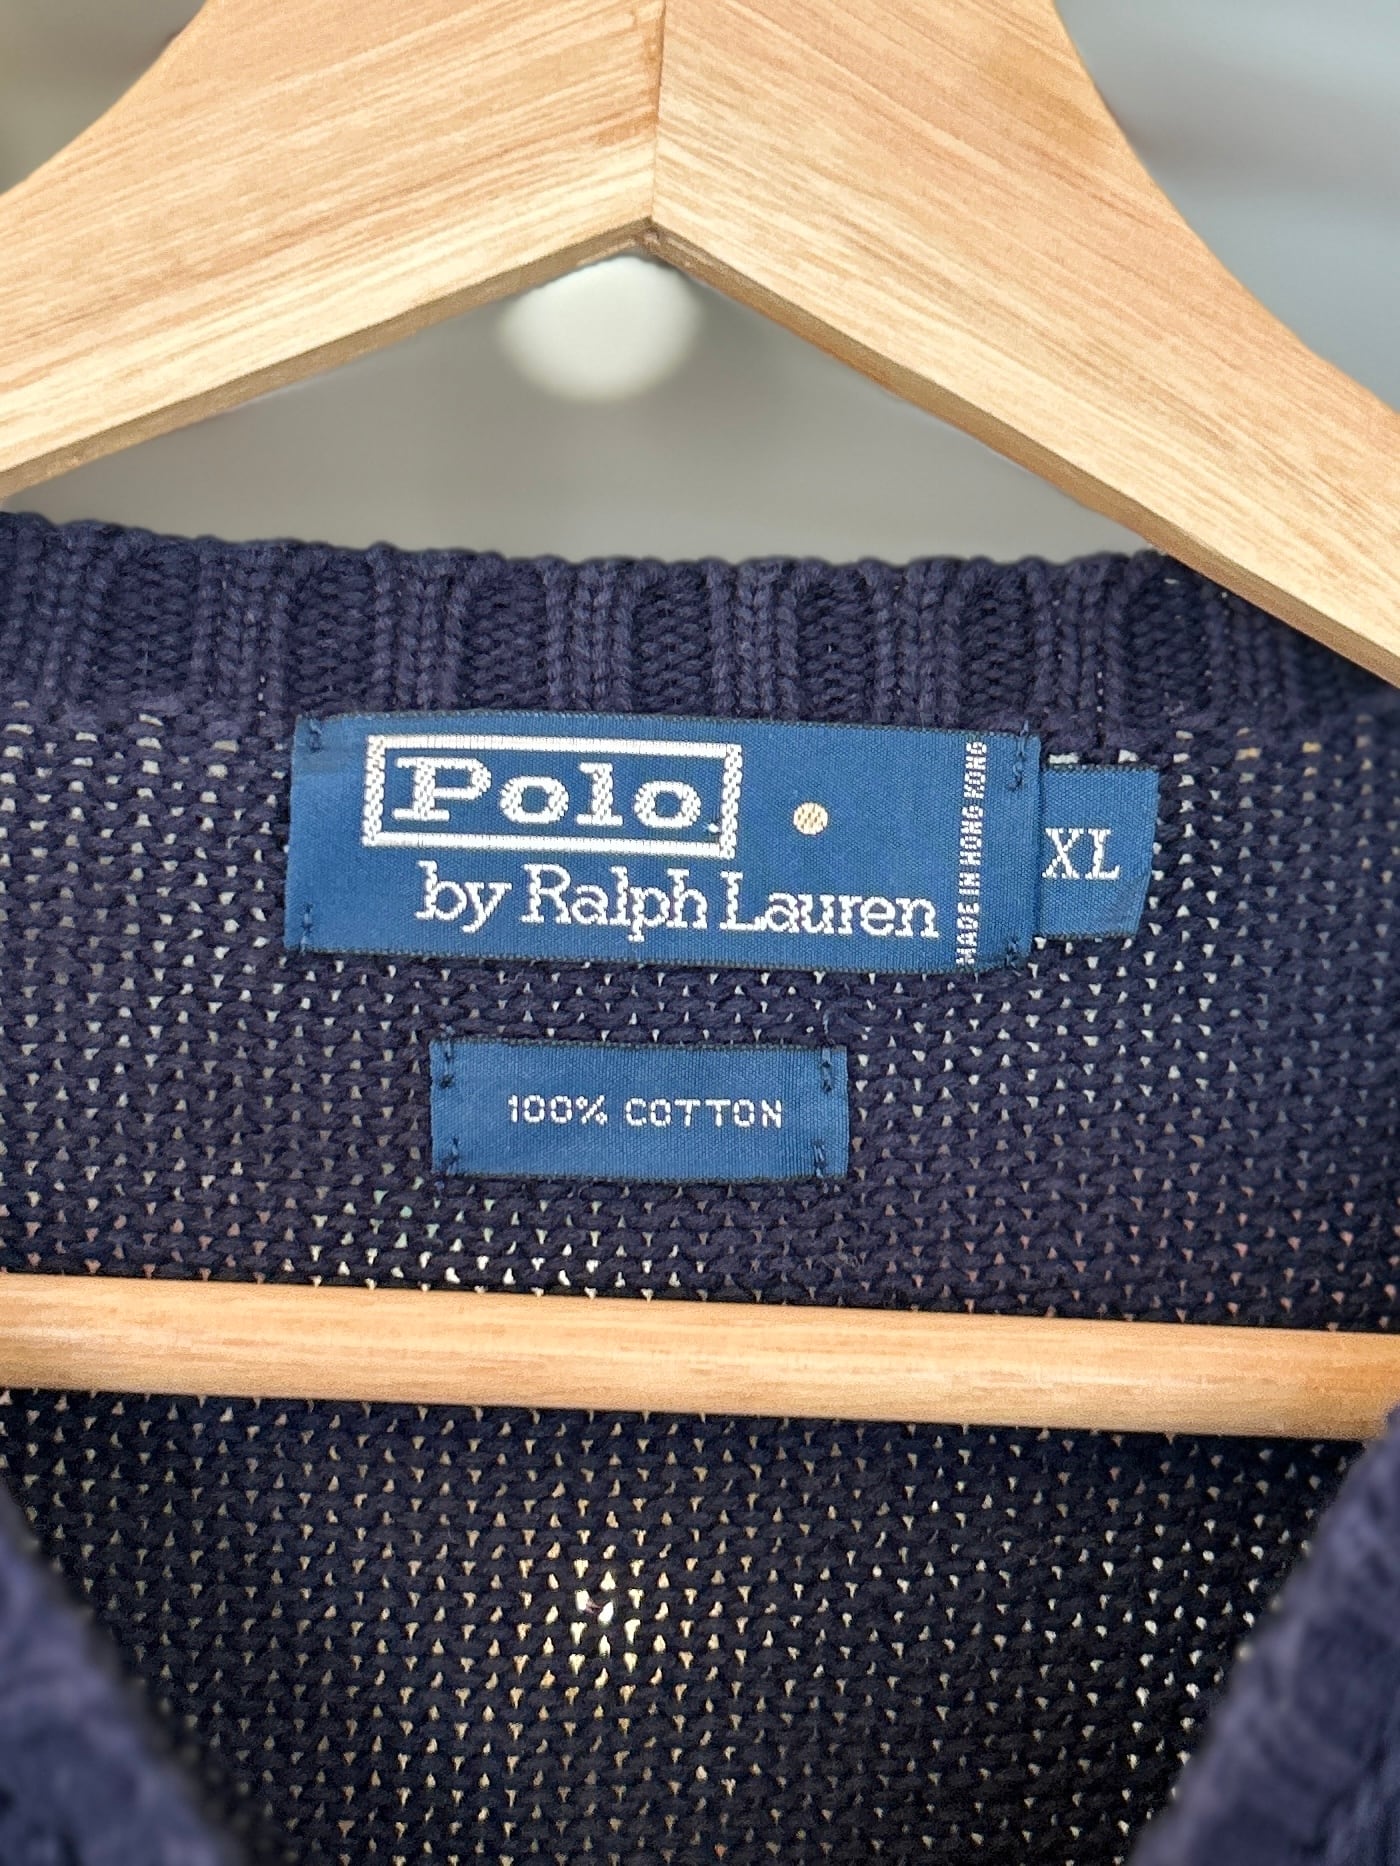 Polo
by Ralph Lauren
MADE IN HONG KONG
XL
100% COTTON